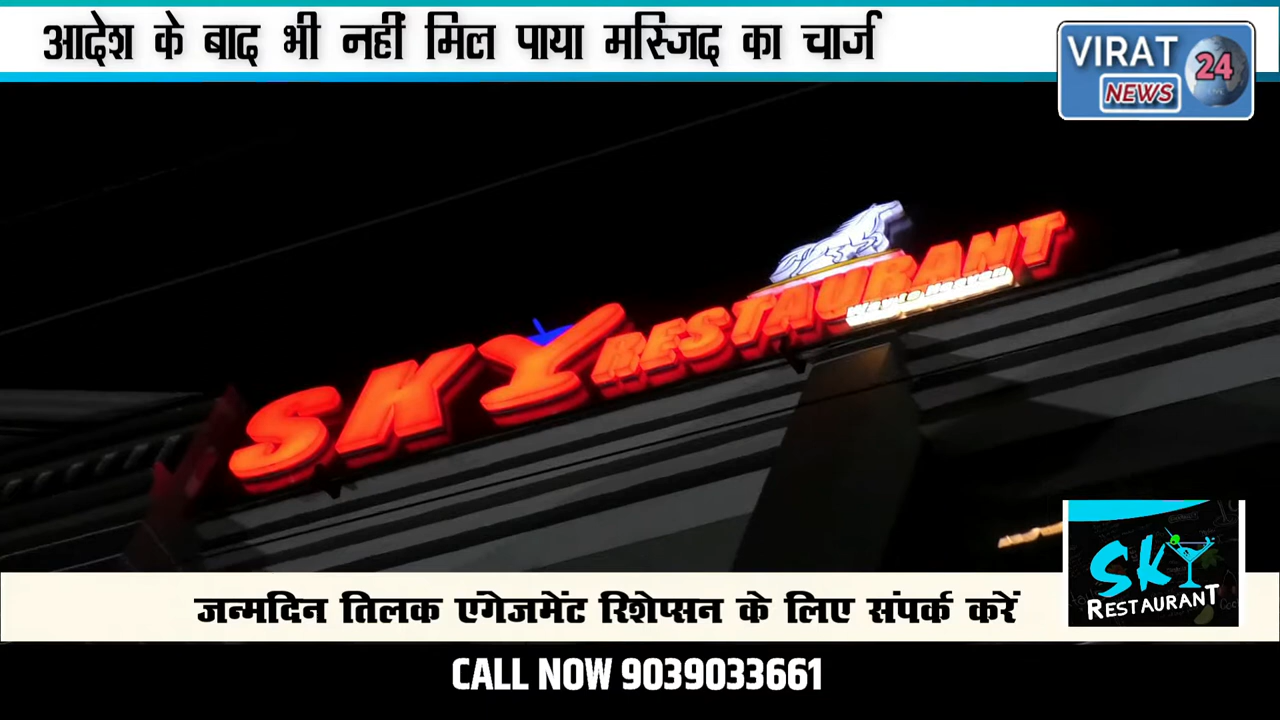 आदेश के बाद भी नहीं मिल पाया मस्जिद का चार्ज
VIRAT
24
NEWS
SKY RESTAURANT
SKY
RESTAURANT
जन्मदिन तिलक एंगेजमेंट रिशेप्सन के लिए संपर्क करें
CALL NOW 9039033661